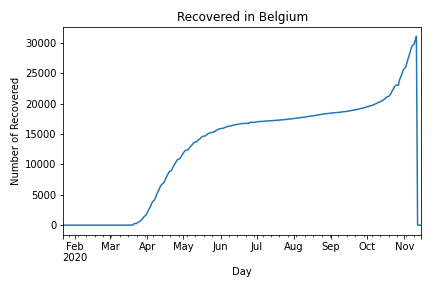 Recovered in Belgium
Number of Recovered
30000
25000
20000
15000
10000
5000
0
Feb Mar Apr May Jun Jul Aug Sep Oct Nov
2020
Day